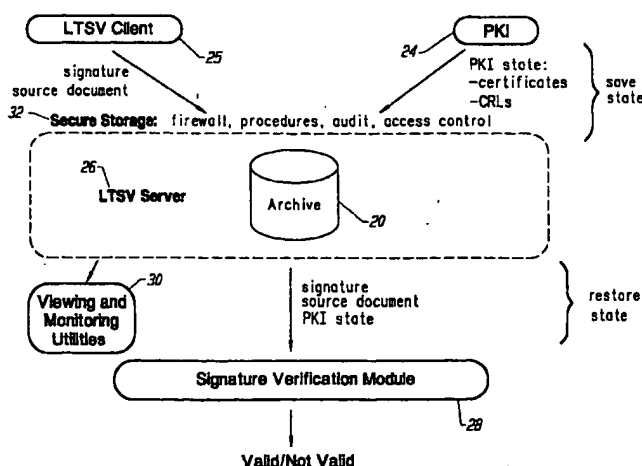 LTSV Client
25
24
PKI
signature
source document
PKI state:
-certificates
-CRLs
save
state
32
Secure Storage: firewall, procedures, audit, access control
26
LTSV Server
Archive
20
30
Viewing and
Monitoring
Utilities
signature
source document
PKI state
restore
state
Signature Verification Module
28
Valid/Not Valid